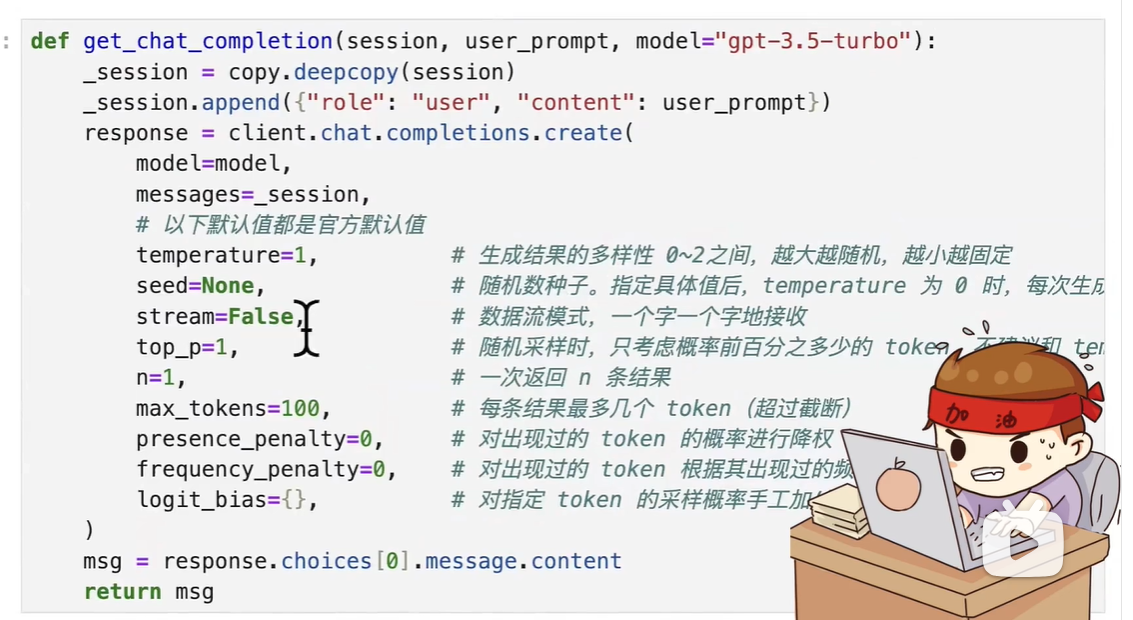 : def get_chat_completion(session, user_prompt, model="gpt-3.5-turbo"):
    _session = copy.deepcopy(session)
    _session.append({"role": "user", "content": user_prompt})
    response = client.chat.completions.create(
        model=model,
        messages=_session,
        # 以下默认值都是官方默认值
        temperature=1,          # 生成结果的多样性 0~2之间，越大越随机，越小越固定
        seed=None,              # 随机数种子。指定具体值后，temperature 为 0 时，每次生成
        stream=False,           # 数据流模式，一个字一个字地接收
        top_p=1,                # 随机采样时，只考虑概率前百分之多少的 token
        n=1,                    # 一次返回 n 条结果
        max_tokens=100,         # 每条结果最多几个 token（超过截断）
        presence_penalty=0,     # 对出现过的 token 的概率进行降权
        frequency_penalty=0,    # 对出现过的 token 根据其出现过的频
        logit_bias={},          # 对指定 token 的采样概率手工加
    )
    msg = response.choices[0].message.content
    return msg
加 油